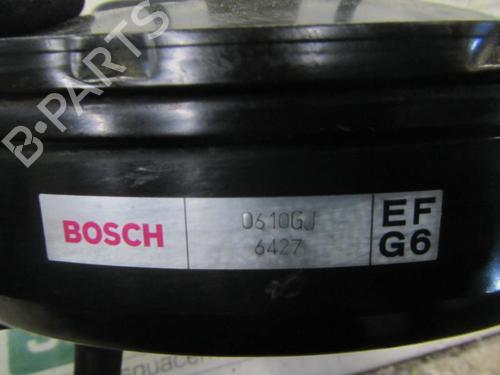 B-PARTS
BOSCH
0610GJ
6427
EF
G6